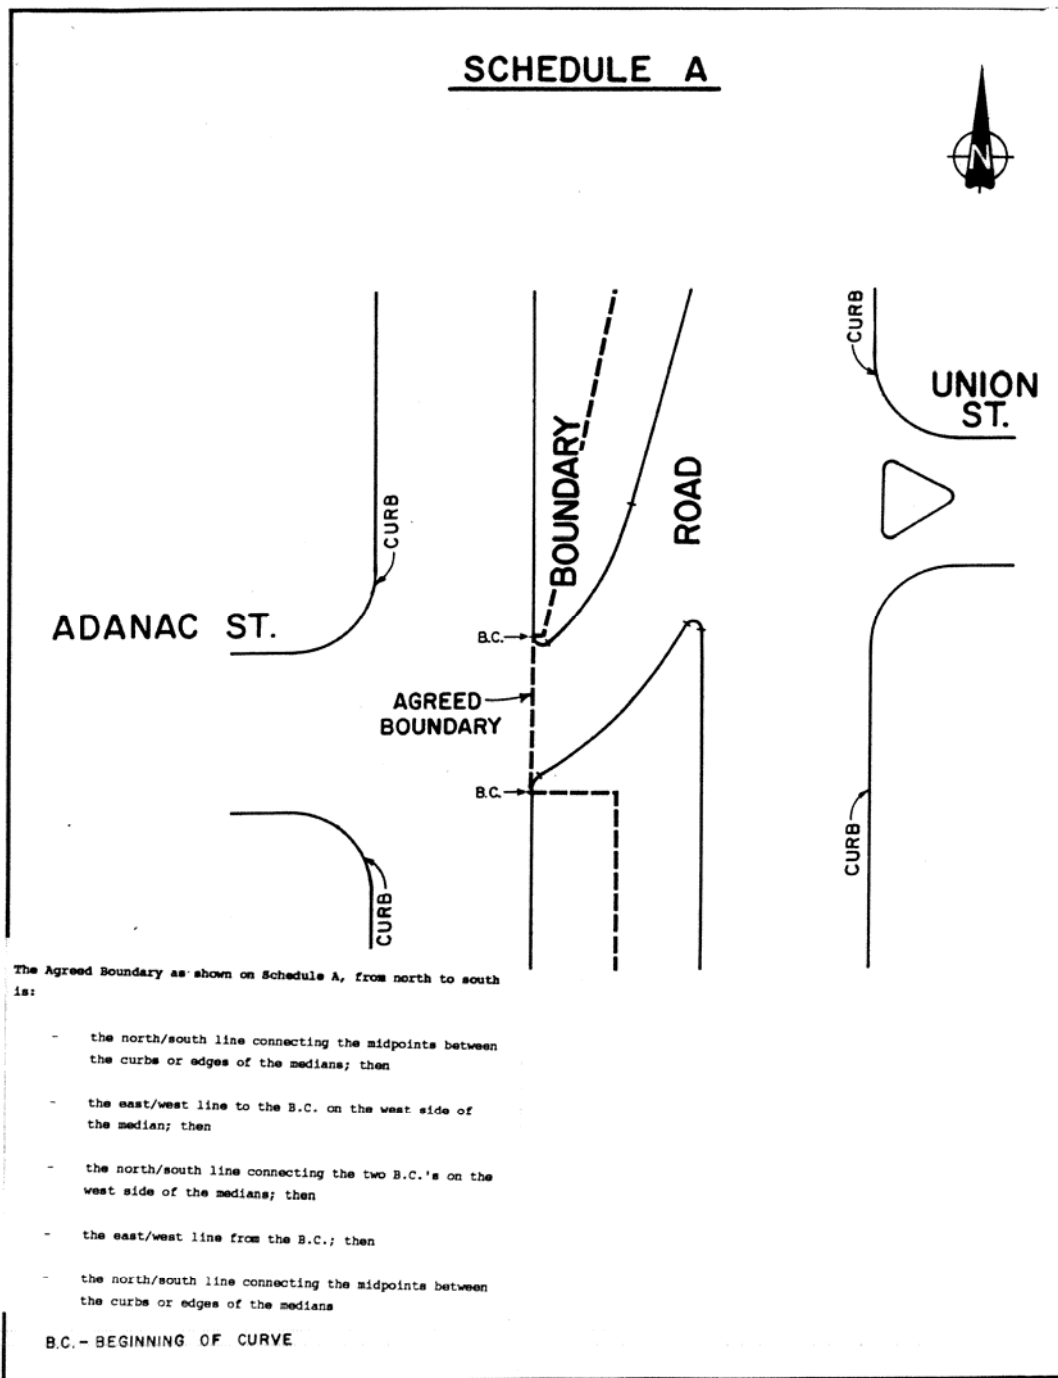 SCHEDULE A
N
CURB
UNION
ST.
BOUNDARY
ROAD
CURB
ADANAC ST.
B.C.
AGREED
BOUNDARY
B.C.
CURB
CURB
The Agreed Boundary as shown on Schedule A, from north to south
is:
- the north/south line connecting the midpoints between
the curbs or edges of the medians; then
- the east/west line to the B.C. on the west side of
the median; then
- the north/south line connecting the two B.C.'s on the
west side of the medians; then
- the east/west line from the B.C.; then
- the north/south line connecting the midpoints between
the curbs or edges of the medians
B.C. - BEGINNING OF CURVE